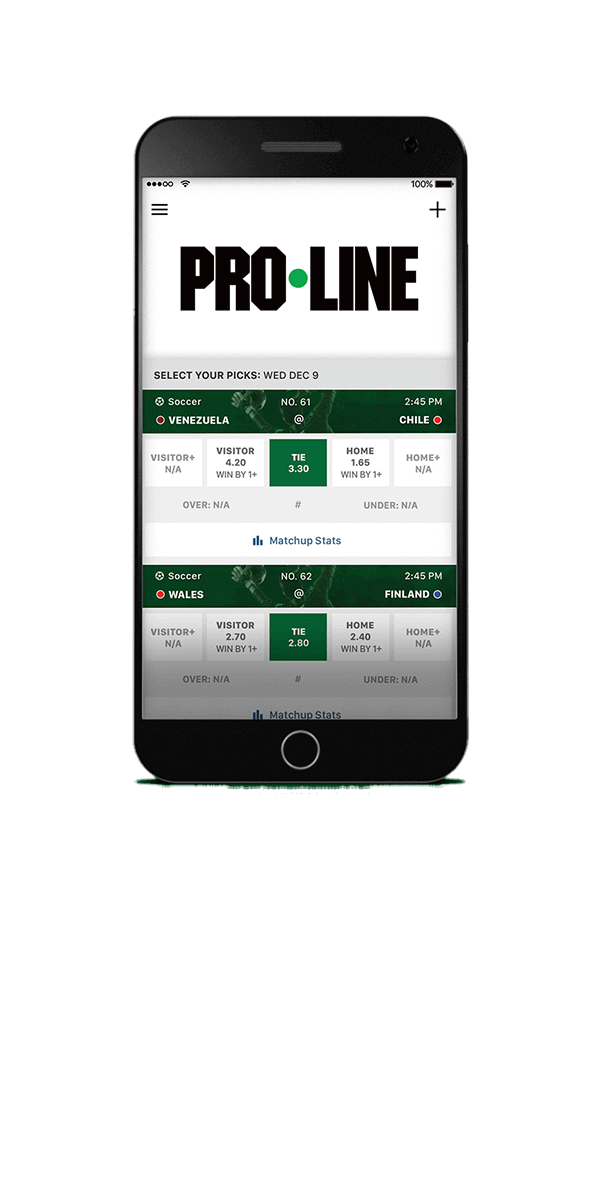 100%
PRO•LINE
SELECT YOUR PICKS: WED DEC 9
Soccer NO. 61 2:45 PM
VENEZUELA @ CHILE
VISITOR+ N/A
VISITOR 4.20 WIN BY 1+
TIE 3.30
HOME 1.65 WIN BY 1+
HOME+ N/A
OVER: N/A # UNDER: N/A
Matchup Stats
Soccer NO. 62 2:45 PM
WALES @ FINLAND
VISITOR+ N/A
VISITOR 2.70 WIN BY 1+
TIE 2.80
HOME 2.40 WIN BY 1+
HOME+ N/A
OVER: N/A # UNDER: N/A
Matchup Stats